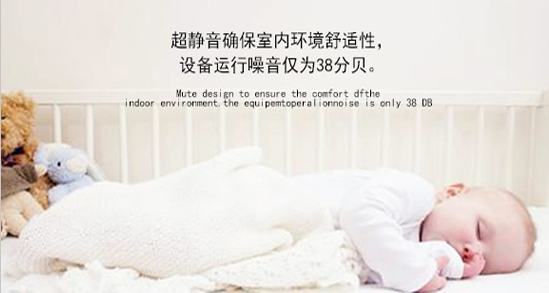 超静音确保室内环境舒适性，
设备运行噪音仅为38分贝。
Mute design to ensure the comfort dfthe
indoor environment.the equipemtoperalionnoise is only 38 DB